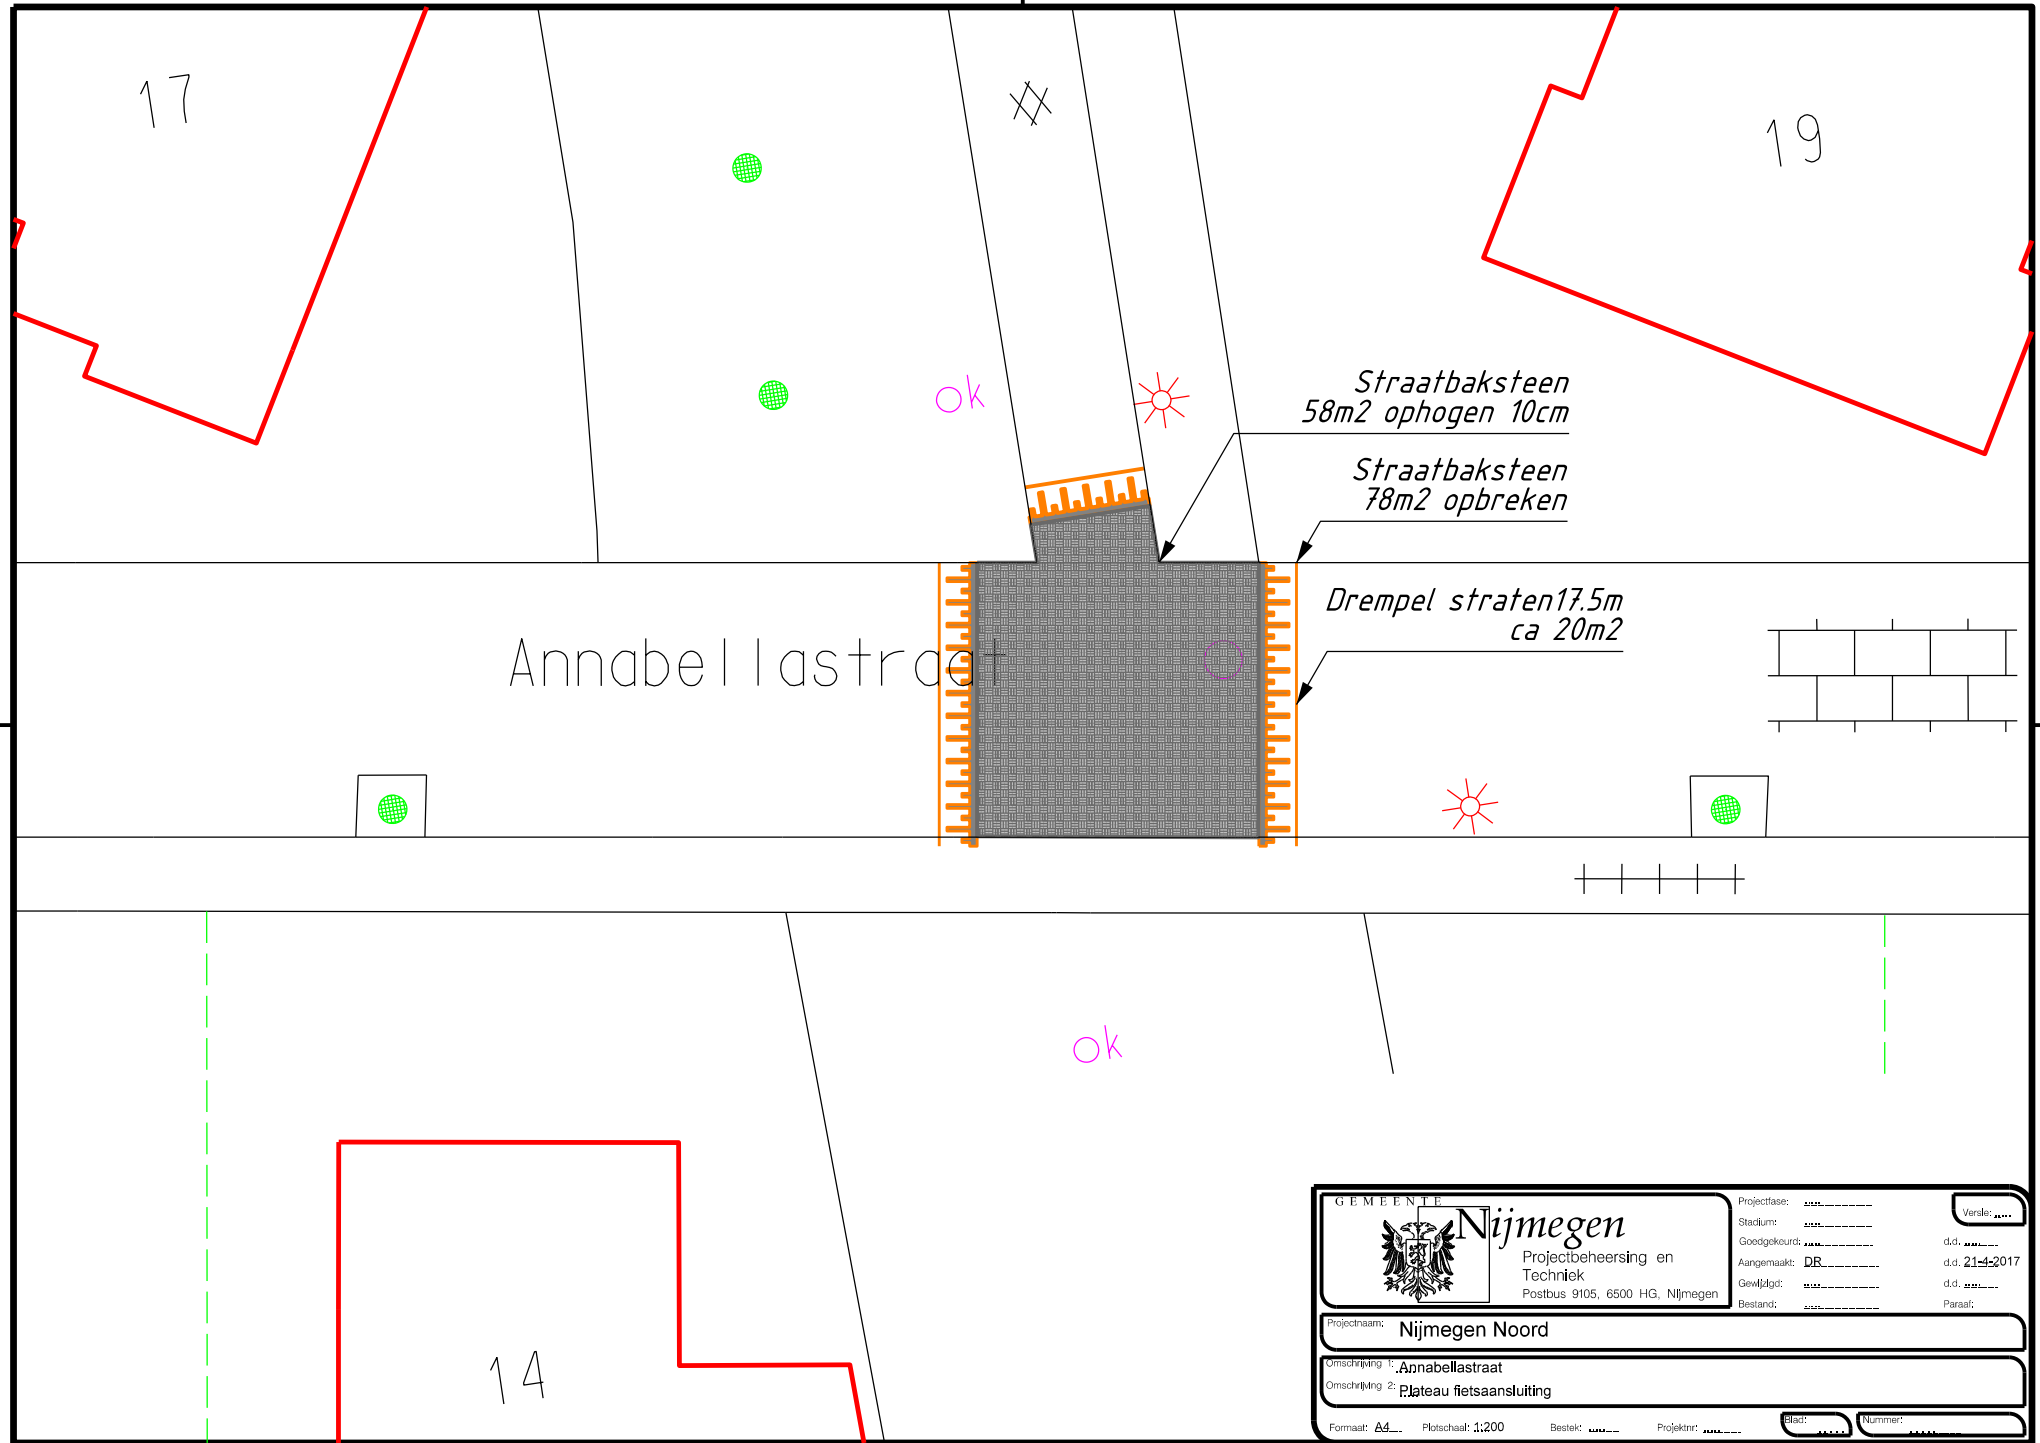 17
19
ok
Straatbaksteen
58m2 ophogen 10cm
Straatbaksteen
78m2 opbreken
Drempel straten17.5m
ca 20m2
Annabellastraat
ok
14
GEMEENTE
Nijmegen
Projectbeheersing en
Techniek
Postbus 9105, 6500 HG, Nijmegen
Projectfase:
Versie:
Stadium:
Goedgekeurd: d.d.
Aangemaakt: DR d.d. 21-4-2017
Gewijzigd: d.d.
Bestand: Paraaf:
Projectnaam: Nijmegen Noord
Omschrijving 1: Annabellastraat
Omschrijving 2: Plateau fietsaansluiting
Formaat: A4 Plotschaal: 1:200 Bestek: Projektnr: Blad: Nummer: